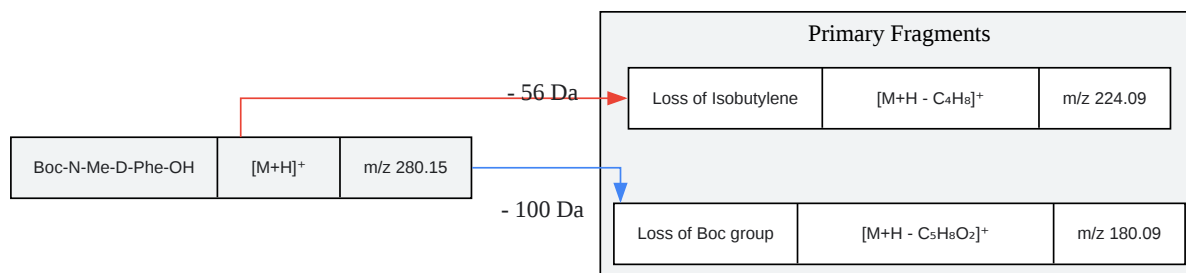 Primary Fragments
- 56 Da
Loss of Isobutylene
[M+H - C₄H₈]⁺
m/z 224.09
Boc-N-Me-D-Phe-OH
[M+H]⁺
m/z 280.15
- 100 Da
Loss of Boc group
[M+H - C₅H₈O₂]⁺
m/z 180.09